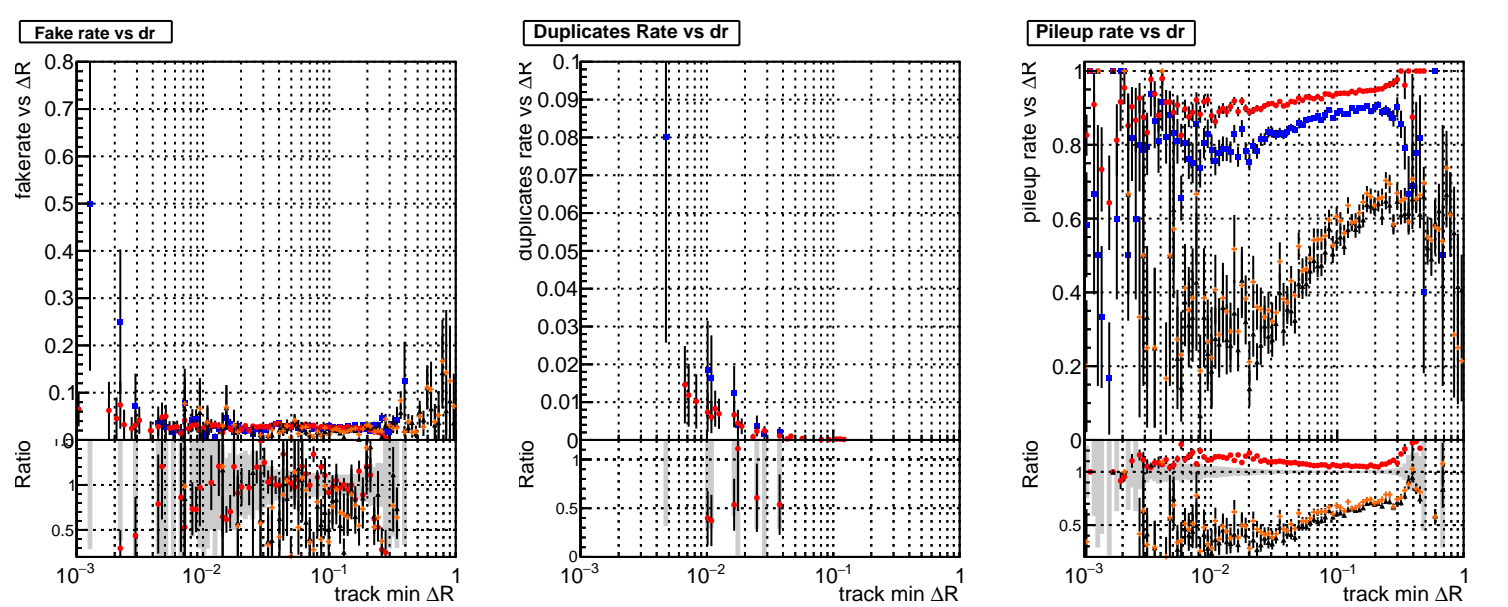 Fake rate vs dr
fakerate vs ΔR
0.8
0.7
0.6
0.5
0.4
0.3
0.2
0.1
0
Ratio
1
0.5
10⁻³ 10⁻² 10⁻¹ 1
track min ΔR
Duplicates Rate vs dr
duplicates rate vs ΔR
0.1
0.09
0.08
0.07
0.06
0.05
0.04
0.03
0.02
0.01
0
Ratio
1
0.5
0
10⁻³ 10⁻² 10⁻¹ 1
track min ΔR
Pileup rate vs dr
pileup rate vs ΔR
1
0.8
0.6
0.4
0.2
0
Ratio
1
0.5
10⁻³ 10⁻² 10⁻¹ 1
track min ΔR